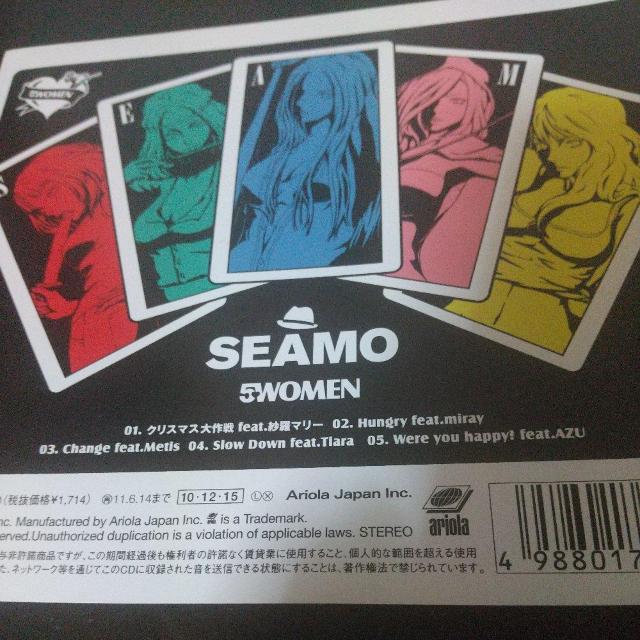 5WOMEN
S
E
A
M
SEAMO
5WOMEN
01. クリスマス大作戦 feat.紗羅マリー 02. Hungry feat.miray
03. Change feat.Metis 04. Slow Down feat.Tiara 05. Were you happy? feat.AZU
(税抜価格¥1,714) 11.6.14まで 10・12・15 Ⓛ Ⓧ Ariola Japan Inc.
nc. Manufactured by Ariola Japan Inc. is a Trademark.
erved.Unauthorized duplication is a violation of applicable laws. STEREO
ariola
与非許諾商品ですが、この期間経過後も権利者の許諾なく賃貸業に使用すること、個人的な範囲を超える使用
た、ネットワーク等を通じてこのCDに収録された音を送信できる状態にすることは、著作権法で禁じられています。
4 988017